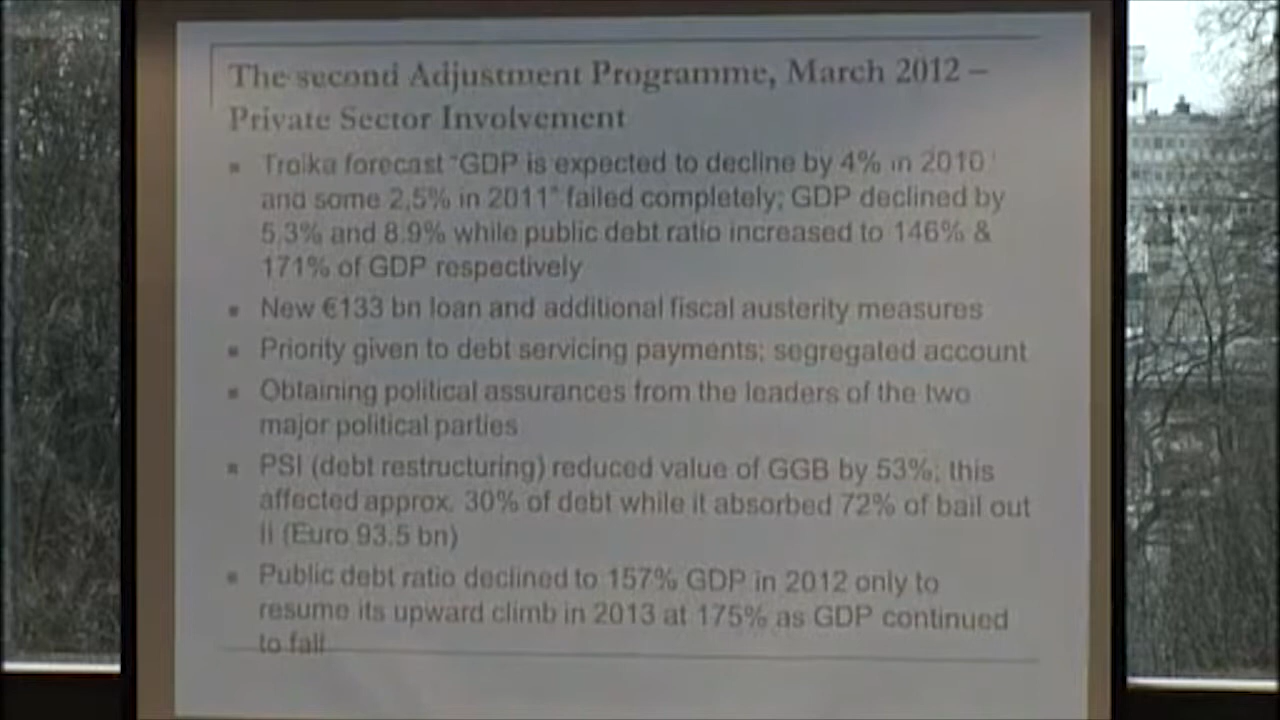 The second Adjustment Programme, March 2012 –
Private Sector Involvement
▪ Troika forecast “GDP is expected to decline by 4% in 2010
and some 2,5% in 2011” failed completely; GDP declined by
5,3% and 8,9% while public debt ratio increased to 146% &
171% of GDP respectively
▪ New €133 bn loan and additional fiscal austerity measures
▪ Priority given to debt servicing payments; segregated account
▪ Obtaining political assurances from the leaders of the two
major political parties
▪ PSI (debt restructuring) reduced value of GGB by 53%; this
affected approx. 30% of debt while it absorbed 72% of bail out
II (Euro 93.5 bn)
▪ Public debt ratio declined to 157% GDP in 2012 only to
resume its upward climb in 2013 at 175% as GDP continued
to fall